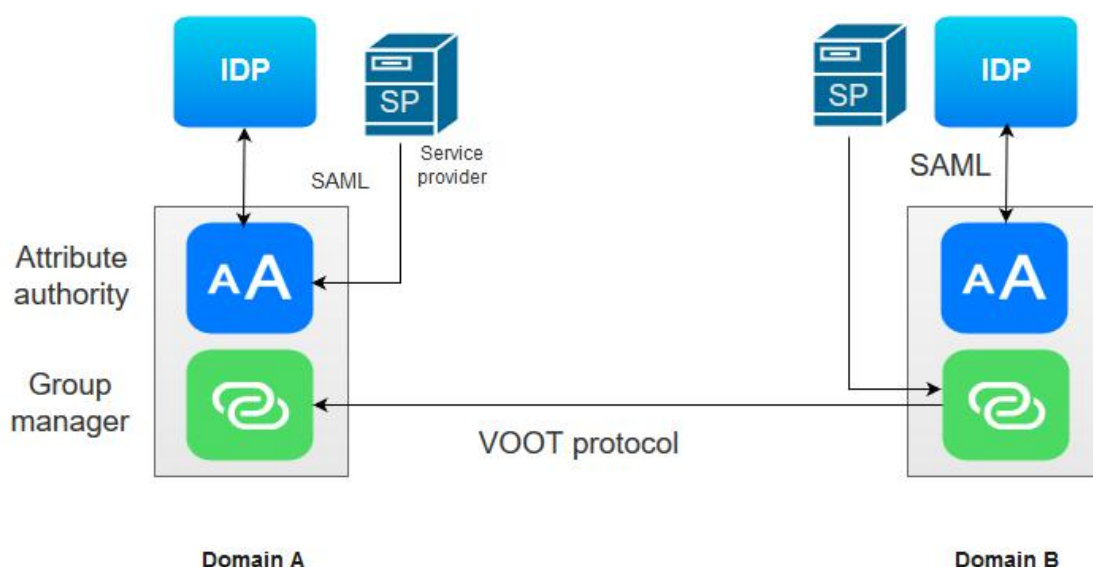 IDP
SP
Service
provider
SAML
Attribute
authority
AA
Group
manager
Domain A
VOOT protocol
SP
IDP
SAML
AA
Domain B